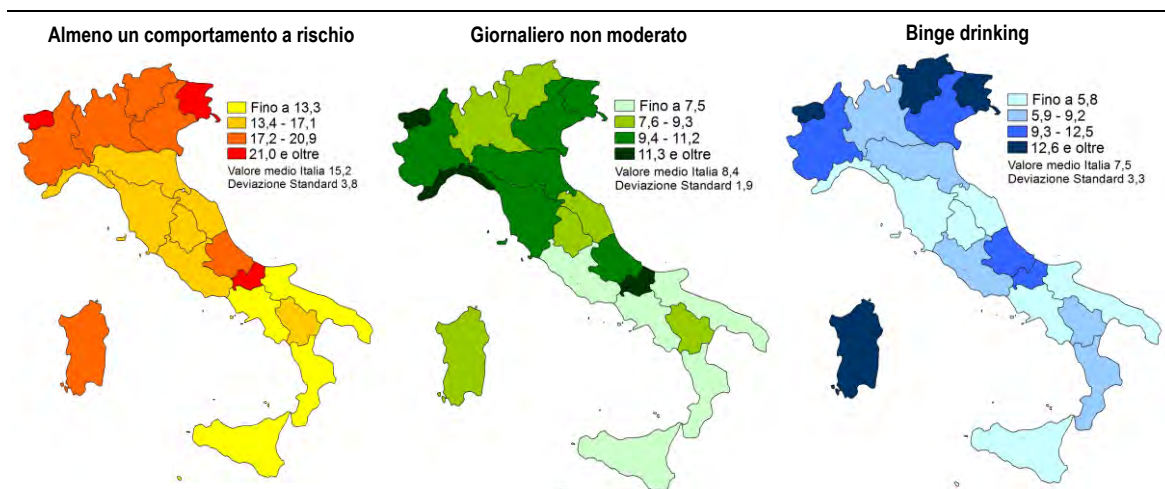 Almeno un comportamento a rischio
Fino a 13,3
13,4 - 17,1
17,2 - 20,9
21,0 e oltre
Valore medio Italia 15,2
Deviazione Standard 3,8
Giornaliero non moderato
Fino a 7,5
7,6 - 9,3
9,4 - 11,2
11,3 e oltre
Valore medio Italia 8,4
Deviazione Standard 1,9
Binge drinking
Fino a 5,8
5,9 - 9,2
9,3 - 12,5
12,6 e oltre
Valore medio Italia 7,5
Deviazione Standard 3,3